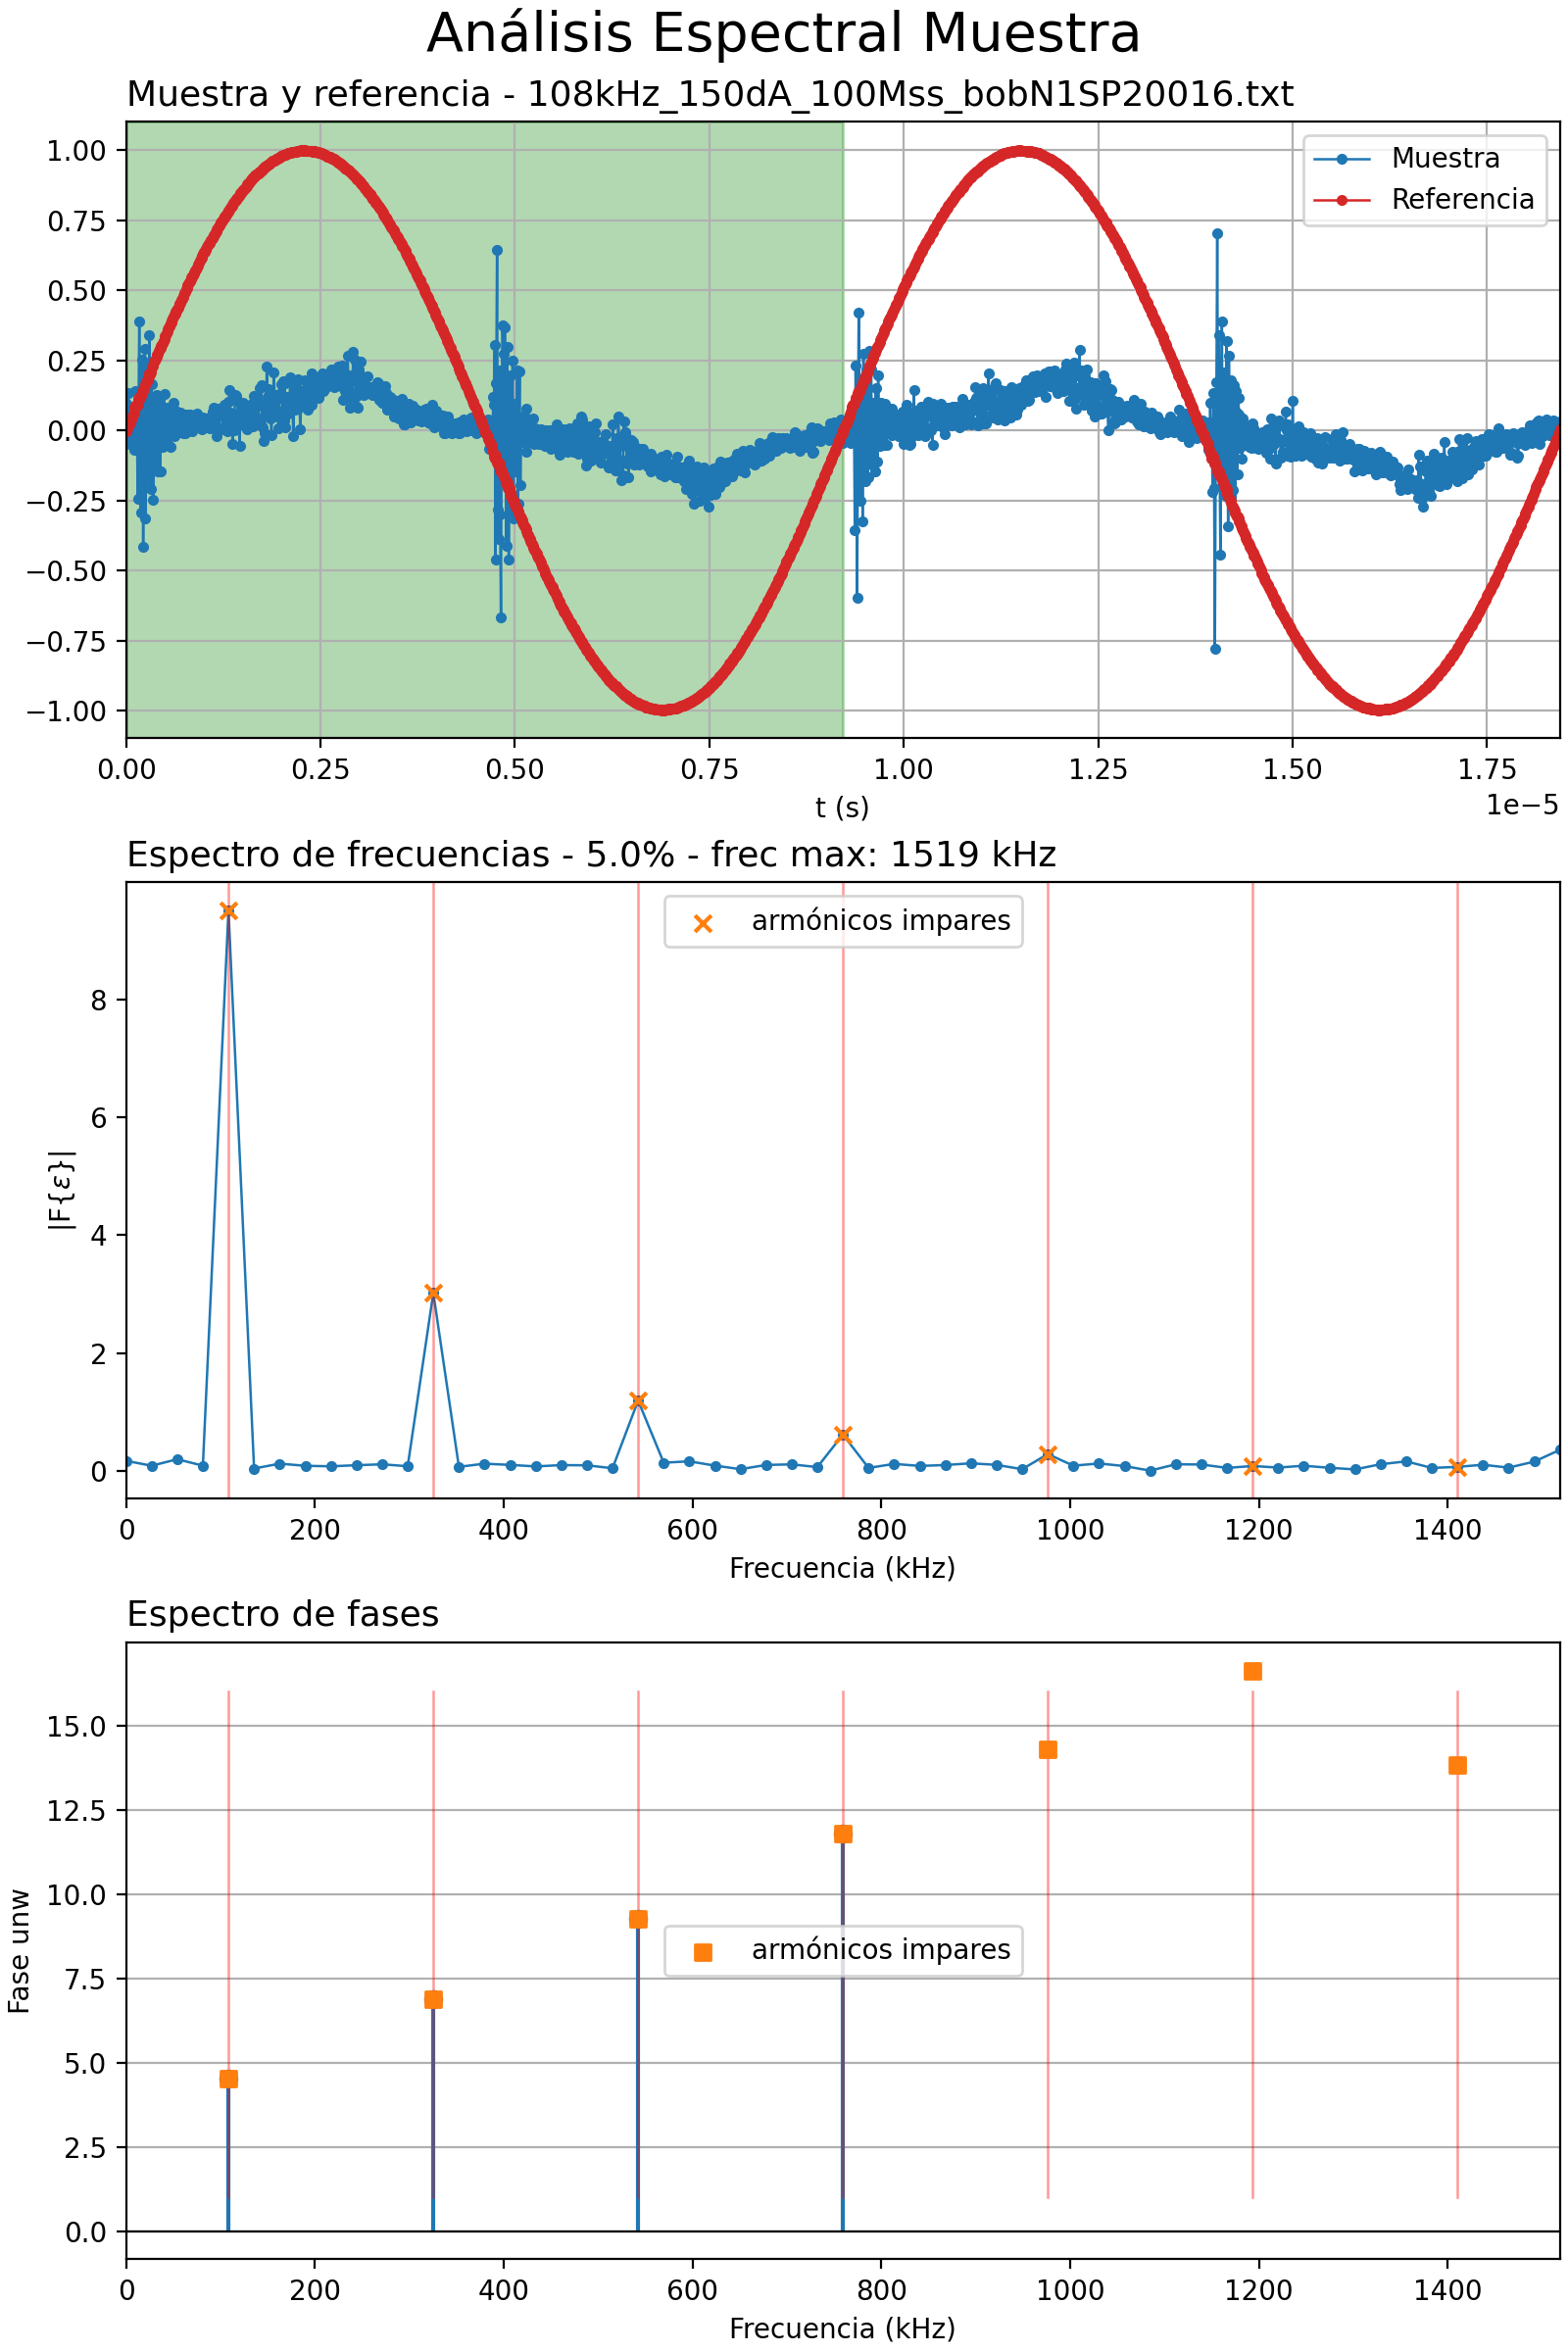 Análisis Espectral Muestra
Muestra y referencia - 108kHz_150dA_100Mss_bobN1SP20016.txt
1.00
0.75
0.50
0.25
0.00
−0.25
−0.50
−0.75
−1.00
Muestra
Referencia
0.00 0.25 0.50 0.75 1.00 1.25 1.50 1.75
1e−5
t (s)
Espectro de frecuencias - 5.0% - frec max: 1519 kHz
armónicos impares
8
6
4
2
0
|F{ε}|
0 200 400 600 800 1000 1200 1400
Frecuencia (kHz)
Espectro de fases
15.0
12.5
10.0
7.5
5.0
2.5
0.0
Fase unw
armónicos impares
0 200 400 600 800 1000 1200 1400
Frecuencia (kHz)